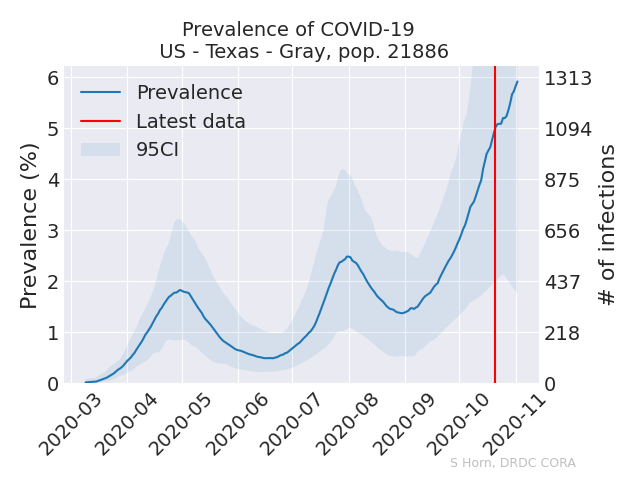 Prevalence of COVID-19
US - Texas - Gray, pop. 21886
Prevalence
Latest data
95CI
Prevalence (%)
6
5
4
3
2
1
0
1313
1094
875
656
437
218
0
# of infections
2020-03
2020-04
2020-05
2020-06
2020-07
2020-08
2020-09
2020-10
2020-11
S Horn, DRDC CORA